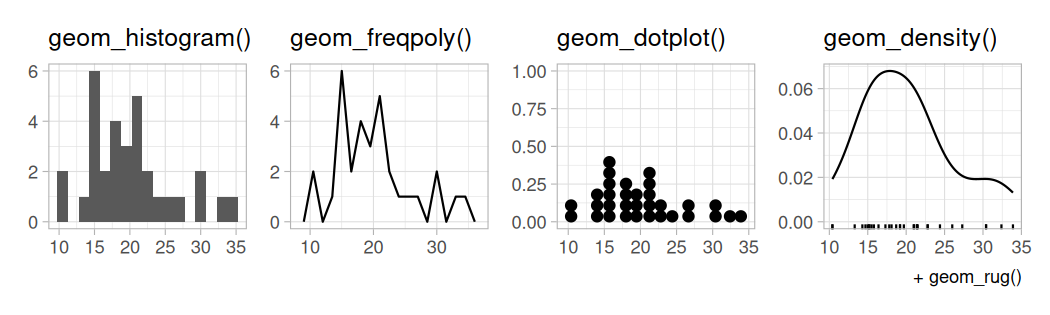 geom_histogram() geom_freqpoly() geom_dotplot() geom_density()
6 6 1.00
0.06
0.75
4 4
0.04
0.50
2 2
0.25 0.02
0 0 0.00 0.00
10 15 20 25 30 35 10 20 30 10 15 20 25 30 35 10 15 20 25 30 35
+ geom_rug()